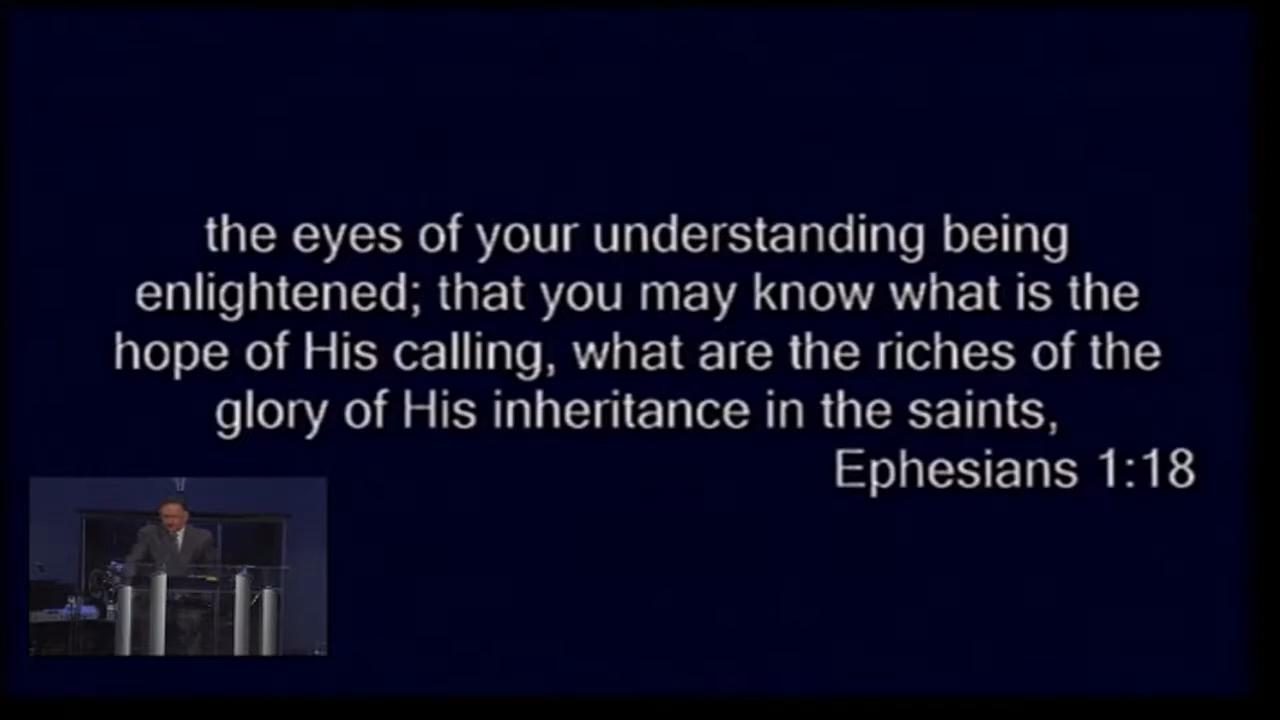 the eyes of your understanding being
enlightened; that you may know what is the
hope of His calling, what are the riches of the
glory of His inheritance in the saints,
Ephesians 1:18